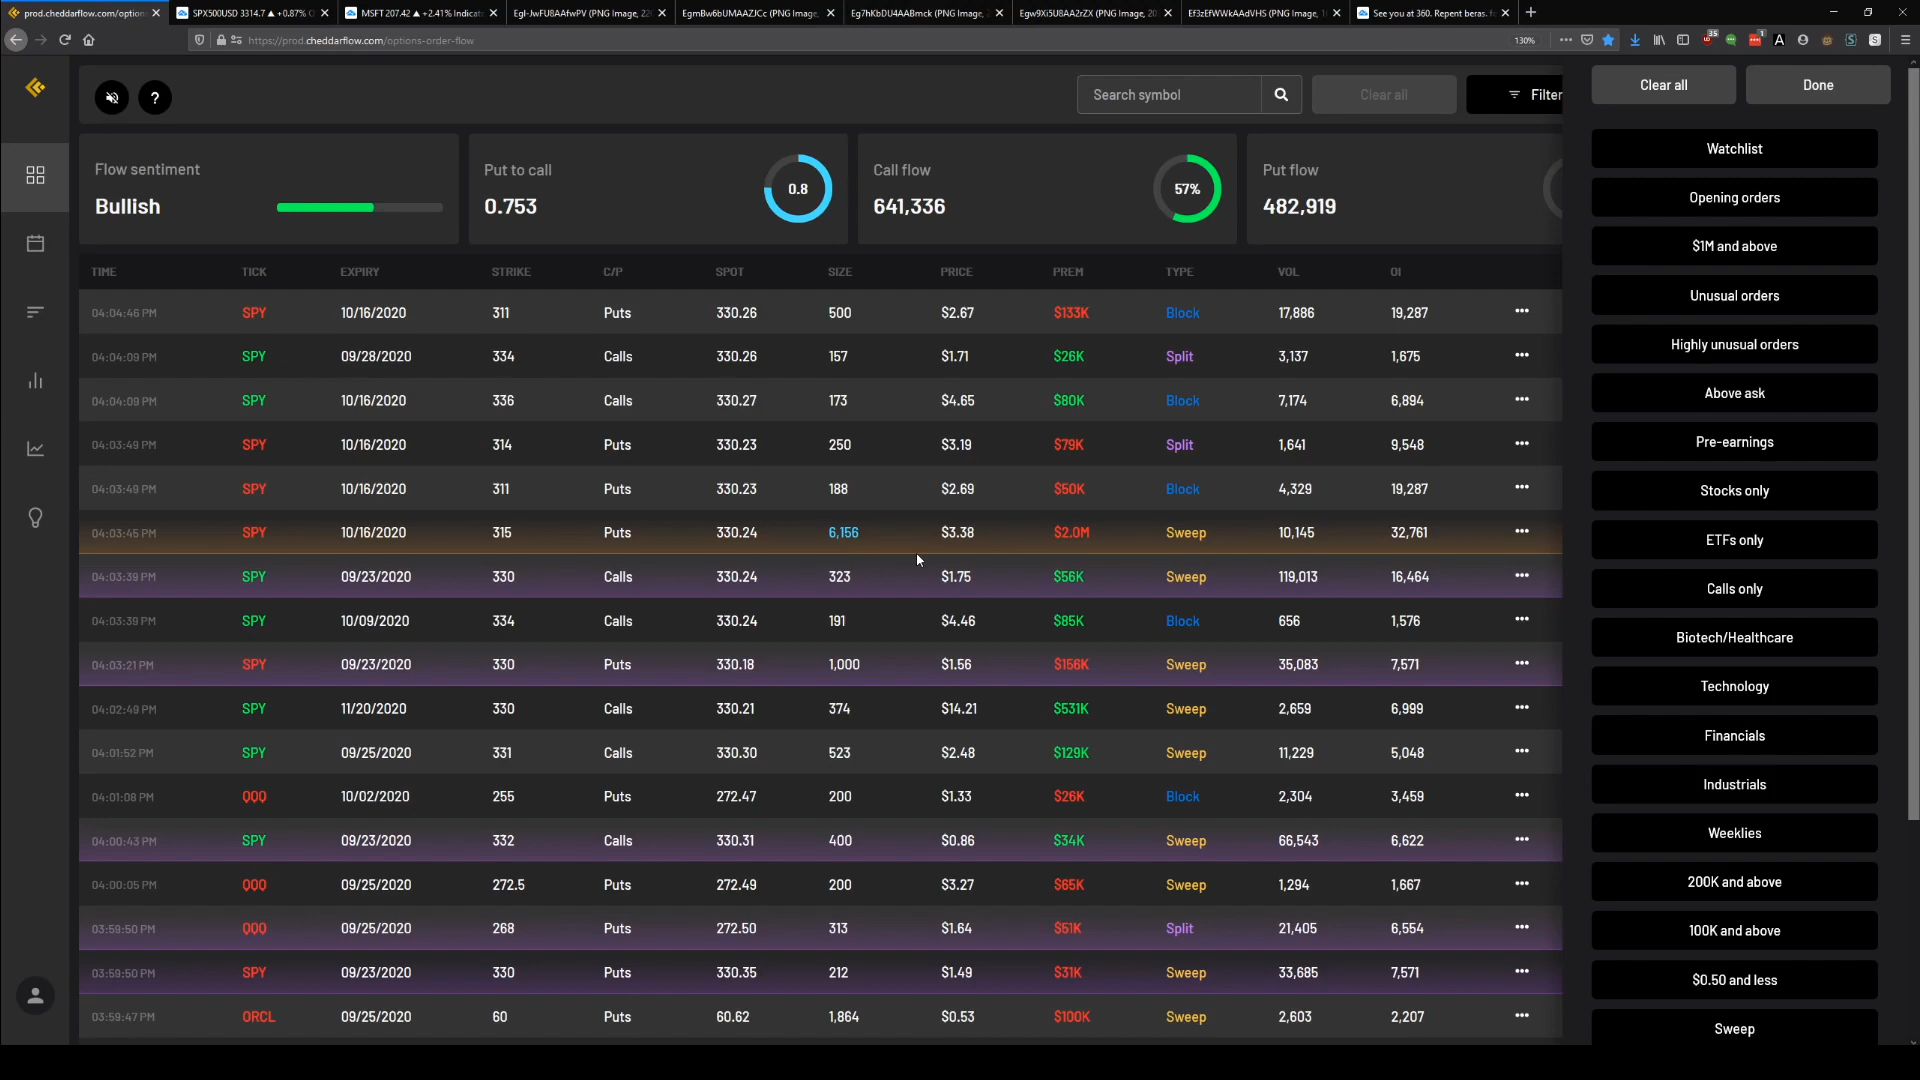 prod.cheddarflow.com/option
SPX500USD 3314.7 ▲ +0.87%
MSFT 207.42 ▲ +2.41% Indicat
EgI-JwFU8AAfwPV (PNG Image, 22
EgmBw6bUMAAZJCc (PNG Image,
Eg7hKbDU4AABmck (PNG Image, 2
Egw9Xi5U8AA2rZX (PNG Image, 20
Ef3zEfWWkAAdVHS (PNG Image, 1
See you at 360. Repent beras. f
https://prod.cheddarflow.com/options-order-flow
130%
35
1
?
Search symbol
Clear all
Filter
Clear all
Done
Flow sentiment
Bullish
Put to call
0.753
0.8
Call flow
641,336
57%
Put flow
482,919
TIME TICK EXPIRY STRIKE C/P SPOT SIZE PRICE PREM TYPE VOL OI
04:04:46 PM SPY 10/16/2020 311 Puts 330.26 500 $2.67 $133K Block 17,886 19,287 •••
04:04:09 PM SPY 09/28/2020 334 Calls 330.26 157 $1.71 $26K Split 3,137 1,675 •••
04:04:09 PM SPY 10/16/2020 336 Calls 330.27 173 $4.65 $80K Block 7,174 6,894 •••
04:03:49 PM SPY 10/16/2020 314 Puts 330.23 250 $3.19 $79K Split 1,641 9,548 •••
04:03:49 PM SPY 10/16/2020 311 Puts 330.23 188 $2.69 $50K Block 4,329 19,287 •••
04:03:45 PM SPY 10/16/2020 315 Puts 330.24 6,156 $3.38 $2.0M Sweep 10,145 32,761 •••
04:03:39 PM SPY 09/23/2020 330 Calls 330.24 323 $1.75 $56K Sweep 119,013 16,464 •••
04:03:39 PM SPY 10/09/2020 334 Calls 330.24 191 $4.46 $85K Block 656 1,576 •••
04:03:21 PM SPY 09/23/2020 330 Puts 330.18 1,000 $1.56 $156K Sweep 35,083 7,571 •••
04:02:49 PM SPY 11/20/2020 330 Calls 330.21 374 $14.21 $531K Sweep 2,659 6,999 •••
04:01:52 PM SPY 09/25/2020 331 Calls 330.30 523 $2.48 $129K Sweep 11,229 5,048 •••
04:01:08 PM QQQ 10/02/2020 255 Puts 272.47 200 $1.33 $26K Block 2,304 3,459 •••
04:00:43 PM SPY 09/23/2020 332 Calls 330.31 400 $0.86 $34K Sweep 66,543 6,622 •••
04:00:05 PM QQQ 09/25/2020 272.5 Puts 272.49 200 $3.27 $65K Sweep 1,294 1,667 •••
03:59:50 PM QQQ 09/25/2020 268 Puts 272.50 313 $1.64 $51K Split 21,405 6,554 •••
03:59:50 PM SPY 09/23/2020 330 Puts 330.35 212 $1.49 $31K Sweep 33,685 7,571 •••
03:59:47 PM ORCL 09/25/2020 60 Puts 60.62 1,864 $0.53 $100K Sweep 2,603 2,207 •••
Watchlist
Opening orders
$1M and above
Unusual orders
Highly unusual orders
Above ask
Pre-earnings
Stocks only
ETFs only
Calls only
Biotech/Healthcare
Technology
Financials
Industrials
Weeklies
200K and above
100K and above
$0.50 and less
Sweep